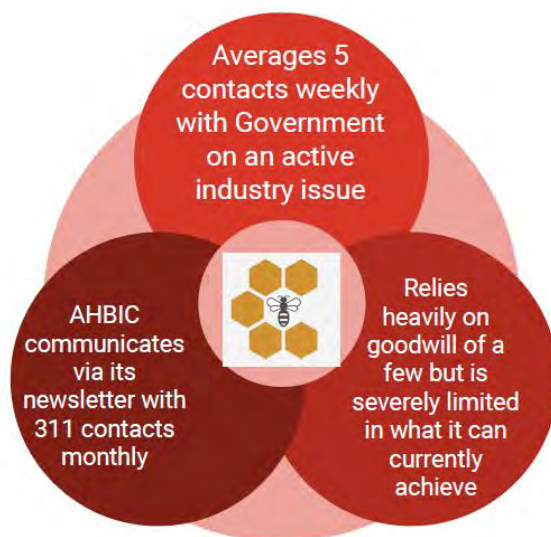 Averages 5
contacts weekly
with Government
on an active
industry issue
AHBIC
communicates
via its
newsletter with
311 contacts
monthly
Relies
heavily on
goodwill of a
few but is
severely limited
in what it can
currently
achieve